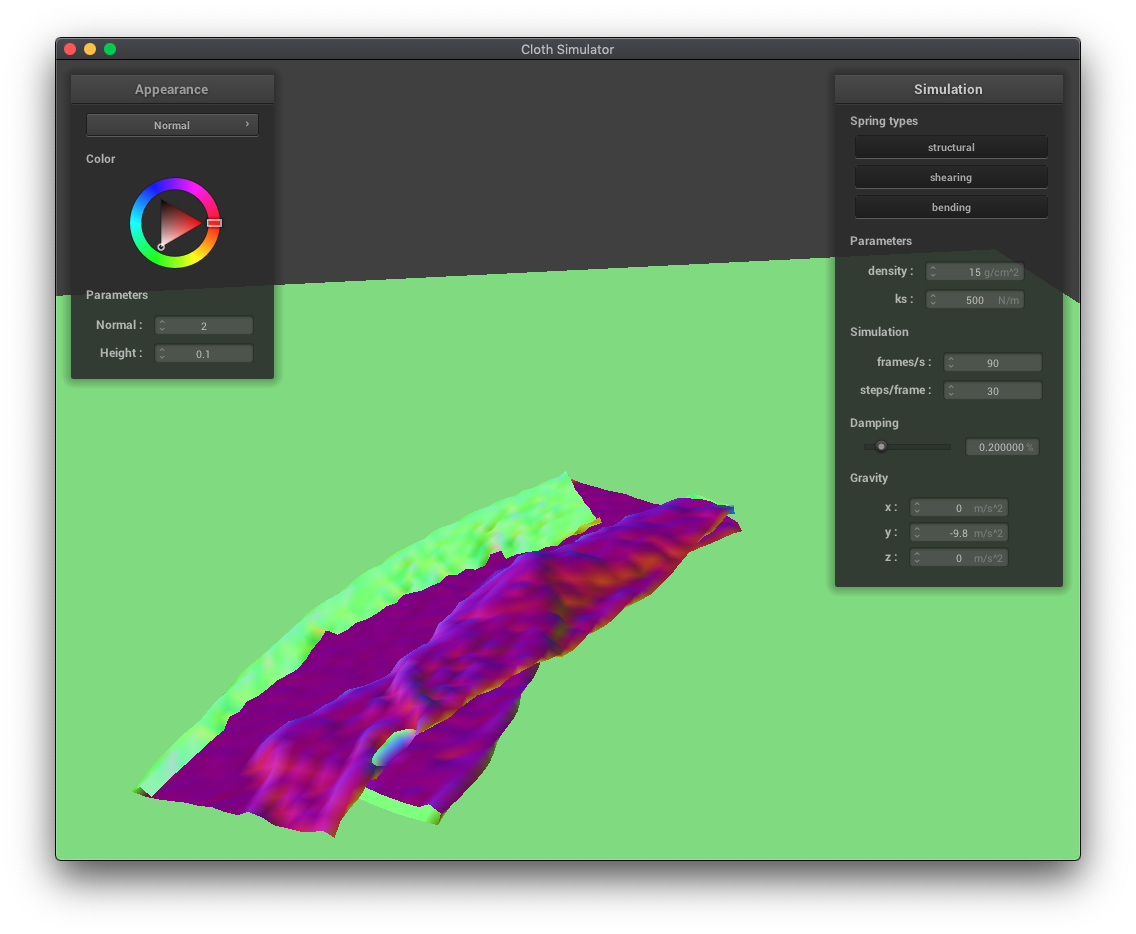 Cloth Simulator
Appearance
Normal
Color
Parameters
Normal : 2
Height : 0.1
Simulation
Spring types
structural
shearing
bending
Parameters
density : 15 g/cm^2
ks : 500 N/m
Simulation
frames/s : 90
steps/frame : 30
Damping
0.200000 %
Gravity
x : 0 m/s^2
y : -9.8 m/s^2
z : 0 m/s^2